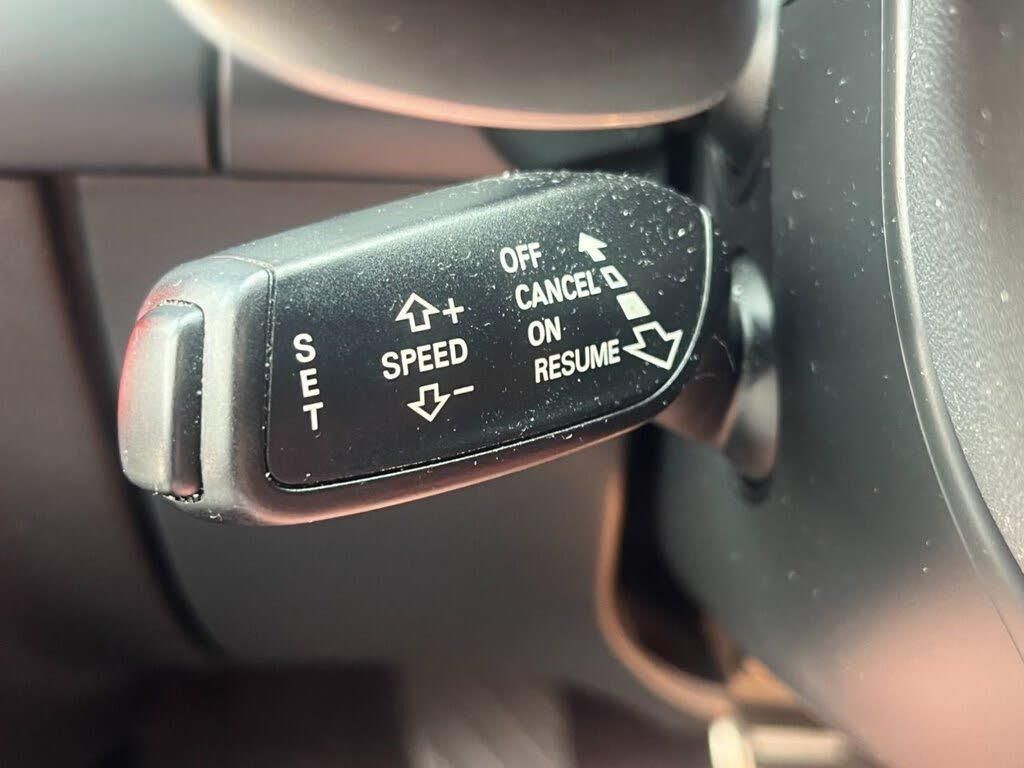 SET
+
SPEED
-
OFF
CANCEL
ON
RESUME